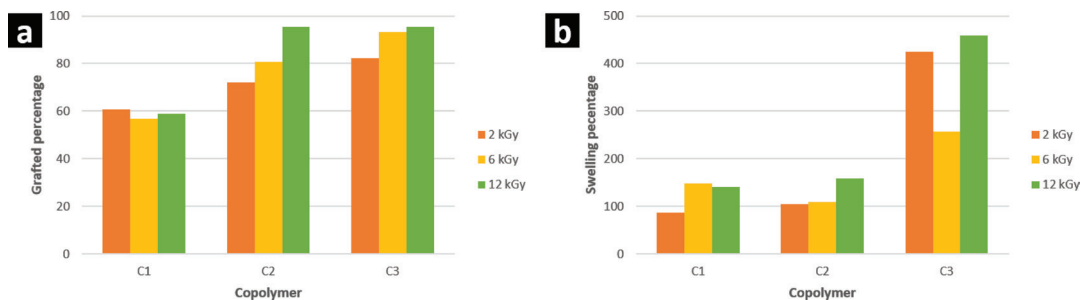 a
100
80
60
40
20
0
Grafted percentage
C1 C2 C3
Copolymer
2 kGy
6 kGy
12 kGy
b
500
400
300
200
100
0
Swelling pecentage
C1 C2 C3
Copolymer
2 kGy
6 kGy
12 kGy